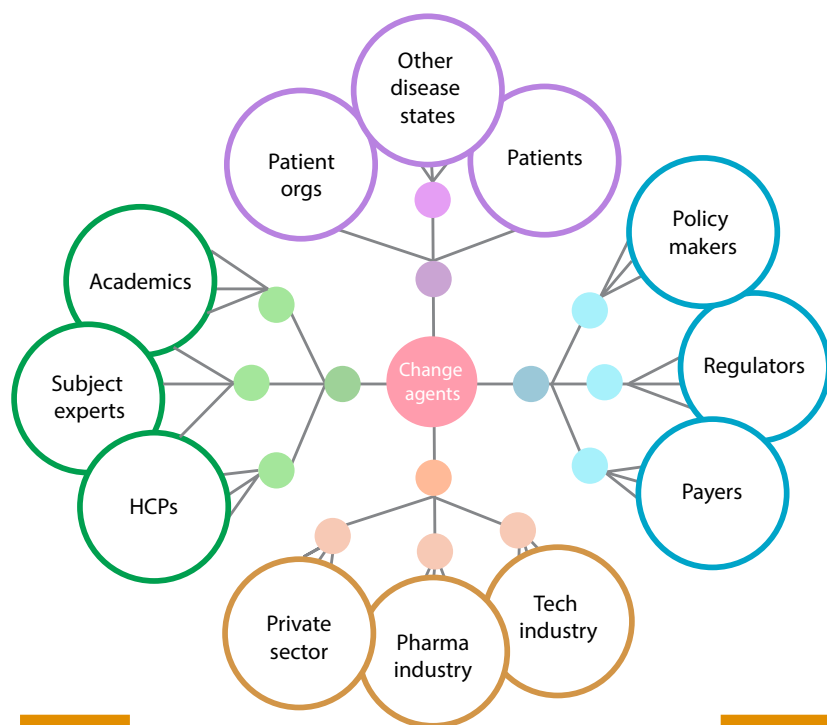 Other
disease
states
Patient
orgs
Patients
Policy
makers
Academics
Regulators
Subject
experts
Change
agents
HCPs
Payers
Private
sector
Pharma
industry
Tech
industry